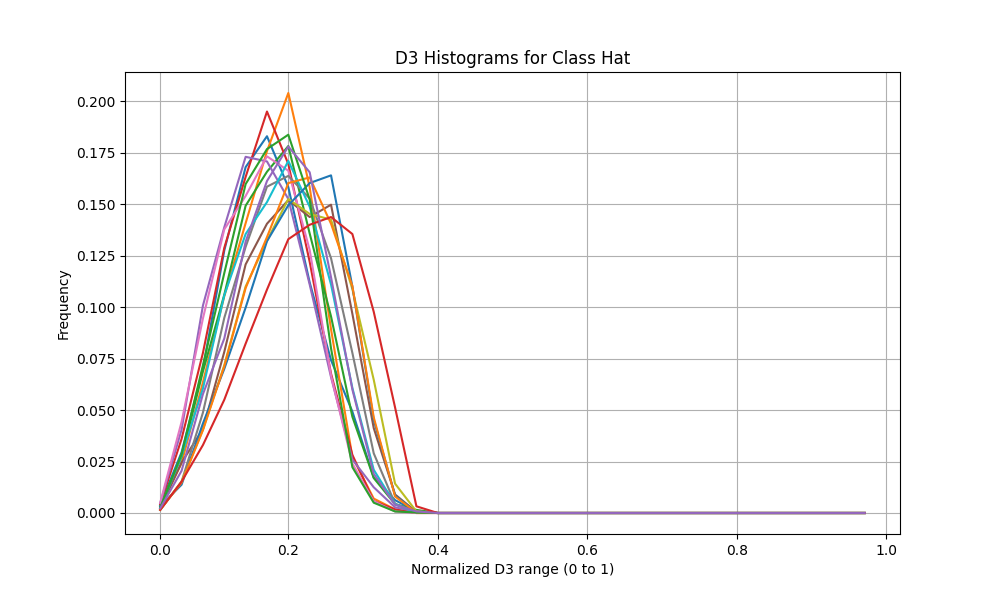 D3 Histograms for Class Hat
Frequency
0.200
0.175
0.150
0.125
0.100
0.075
0.050
0.025
0.000
0.0 0.2 0.4 0.6 0.8 1.0
Normalized D3 range (0 to 1)